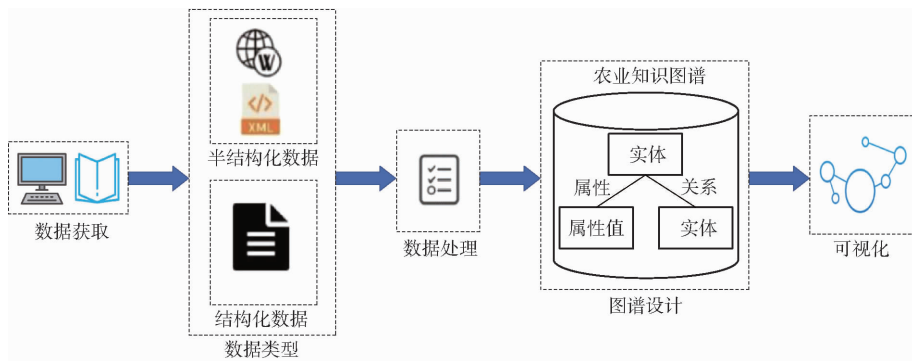 数据获取
W
</>
XML
半结构化数据
结构化数据
数据类型
数据处理
农业知识图谱
实体
属性
关系
属性值
实体
图谱设计
可视化